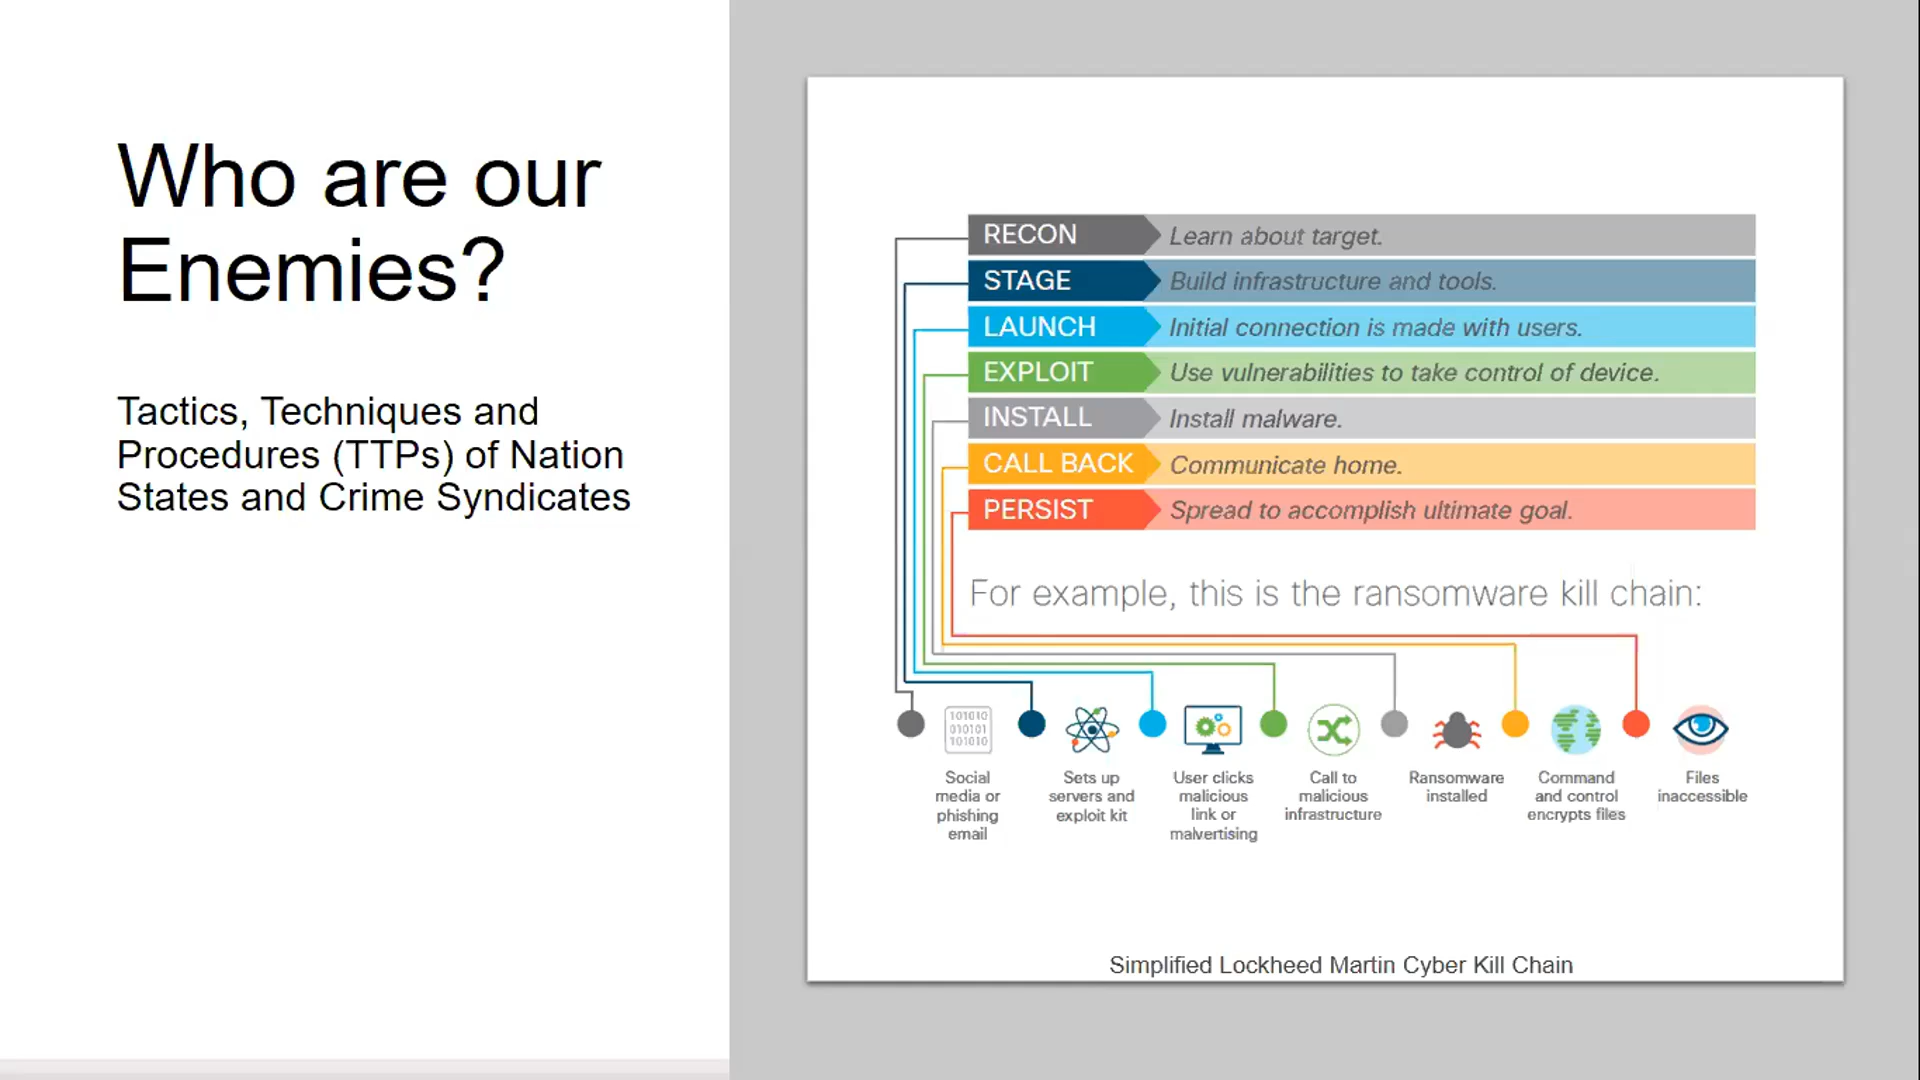 Who are our
Enemies?
Tactics, Techniques and
Procedures (TTPs) of Nation
States and Crime Syndicates
RECON Learn about target.
STAGE Build infrastructure and tools.
LAUNCH Initial connection is made with users.
EXPLOIT Use vulnerabilities to take control of device.
INSTALL Install malware.
CALL BACK Communicate home.
PERSIST Spread to accomplish ultimate goal.
For example, this is the ransomware kill chain:
101010
010101
101010
Social
media or
phishing
email
Sets up
servers and
exploit kit
User clicks
malicious
link or
malvertising
Call to
malicious
infrastructure
Ransomware
installed
Command
and control
encrypts files
Files
inaccessible
Simplified Lockheed Martin Cyber Kill Chain